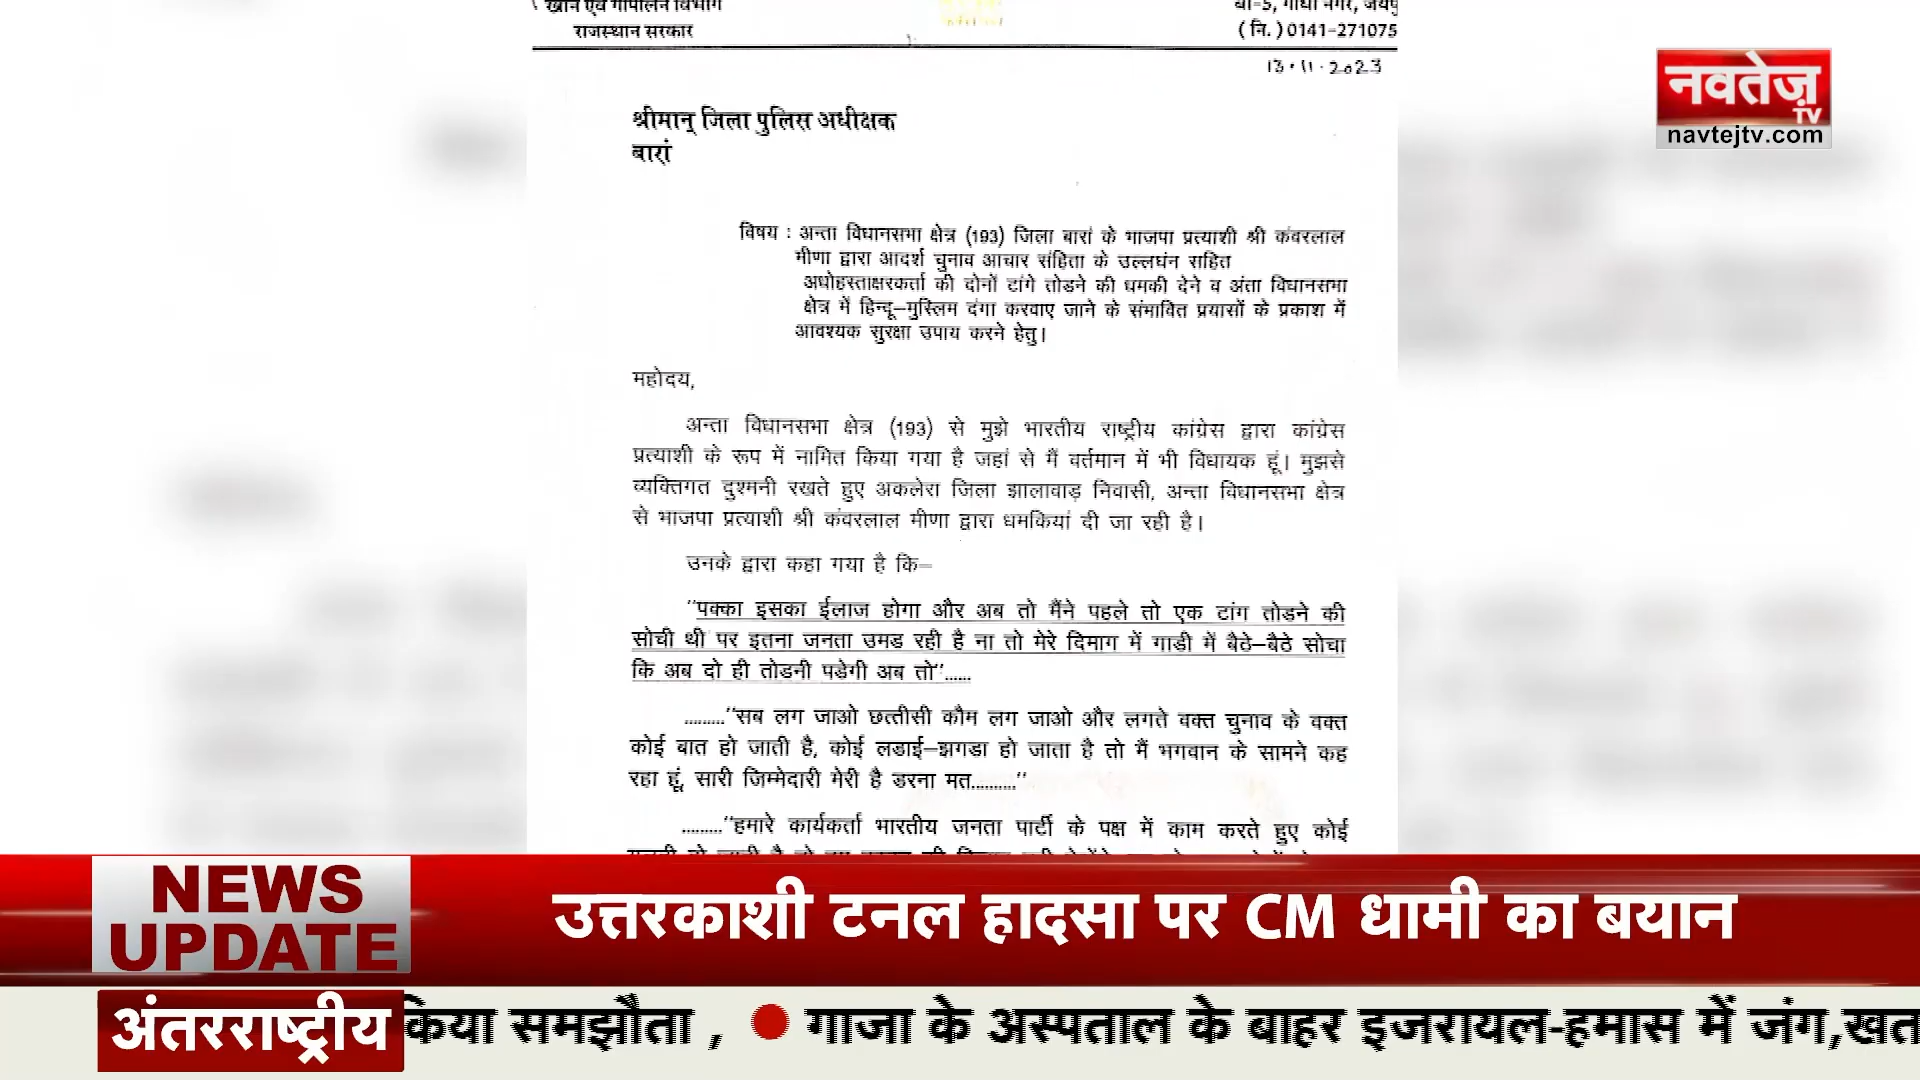 खान एवं गोपालन विभाग
राजस्थान सरकार
बी-5, गांधी नगर, जयपु
(नि.) 0141-271075
13.11.2023
नवतेज़
TV
navtejtv.com
श्रीमान् जिला पुलिस अधीक्षक
बारां
विषय : अन्ता विधानसभा क्षेत्र (193) जिला बारां के भाजपा प्रत्याशी श्री कंवरलाल
मीणा द्वारा आदर्श चुनाव आचार संहिता के उल्लघंन सहित
अधोहस्ताक्षरकर्ता की दोनों टांगे तोडने की धमकी देने व अंता विधानसभा
क्षेत्र में हिन्दू–मुस्लिम दंगा करवाए जाने के संभावित प्रयासों के प्रकाश में
आवश्यक सुरक्षा उपाय करने हेतु।
महोदय,
अन्ता विधानसभा क्षेत्र (193) से मुझे भारतीय राष्ट्रीय कांग्रेस द्वारा कांग्रेस
प्रत्याशी के रूप में नामित किया गया है जहां से मैं वर्तमान में भी विधायक हूं। मुझसे
व्यक्तिगत दुश्मनी रखते हुए अकलेरा जिला झालावाड़ निवासी, अन्ता विधानसभा क्षेत्र
से भाजपा प्रत्याशी श्री कंवरलाल मीणा द्वारा धमकियां दी जा रही है।
उनके द्वारा कहा गया है कि–
"पक्का इसका ईलाज होगा और अब तो मैंने पहले तो एक टांग तोडने की
सोची थी पर इतना जनता उमड रही है ना तो मेरे दिमाग में गाडी में बैठे–बैठे सोचा
कि अब दो ही तोडनी पडेगी अब तो"......
.........."सब लग जाओ छत्तीसी कौम लग जाओ और लगते वक्त चुनाव के वक्त
कोई बात हो जाती है, कोई लडाई–झगडा हो जाता है तो मैं भगवान के सामने कह
रहा हूं, सारी जिम्मेदारी मेरी है डरना मत.........."
.........."हमारे कार्यकर्ता भारतीय जनता पार्टी के पक्ष में काम करते हुए कोई
NEWS
UPDATE
उत्तरकाशी टनल हादसा पर CM धामी का बयान
अंतरराष्ट्रीय
किया समझौता , गाजा के अस्पताल के बाहर इजरायल-हमास में जंग,खत